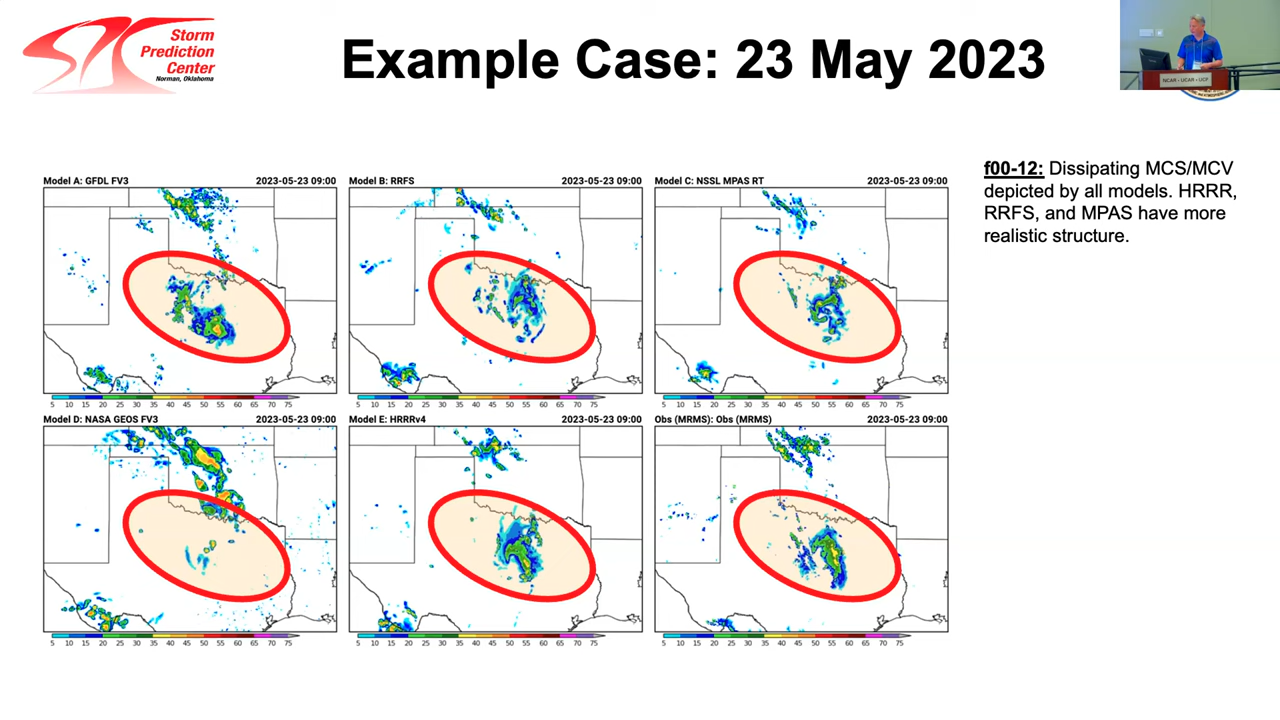 Storm
Prediction
Center
Norman, Oklahoma
Example Case: 23 May 2023
NCAR - UCAR - UCP
f00-12: Dissipating MCS/MCV
depicted by all models. HRRR,
RRFS, and MPAS have more
realistic structure.
Model A: GFDL FV3 2023-05-23 09:00
Model B: RRFS 2023-05-23 09:00
Model C: NSSL MPAS RT 2023-05-23 09:00
5 10 15 20 25 30 35 40 45 50 55 60 65 70 75
5 10 15 20 25 30 35 40 45 50 55 60 65 70 75
5 10 15 20 25 30 35 40 45 50 55 60 65 70 75
Model D: NASA GEOS FV3 2023-05-23 09:00
Model E: HRRRv4 2023-05-23 09:00
Obs (MRMS): Obs (MRMS) 2023-05-23 09:00
5 10 15 20 25 30 35 40 45 50 55 60 65 70 75
5 10 15 20 25 30 35 40 45 50 55 60 65 70 75
5 10 15 20 25 30 35 40 45 50 55 60 65 70 75